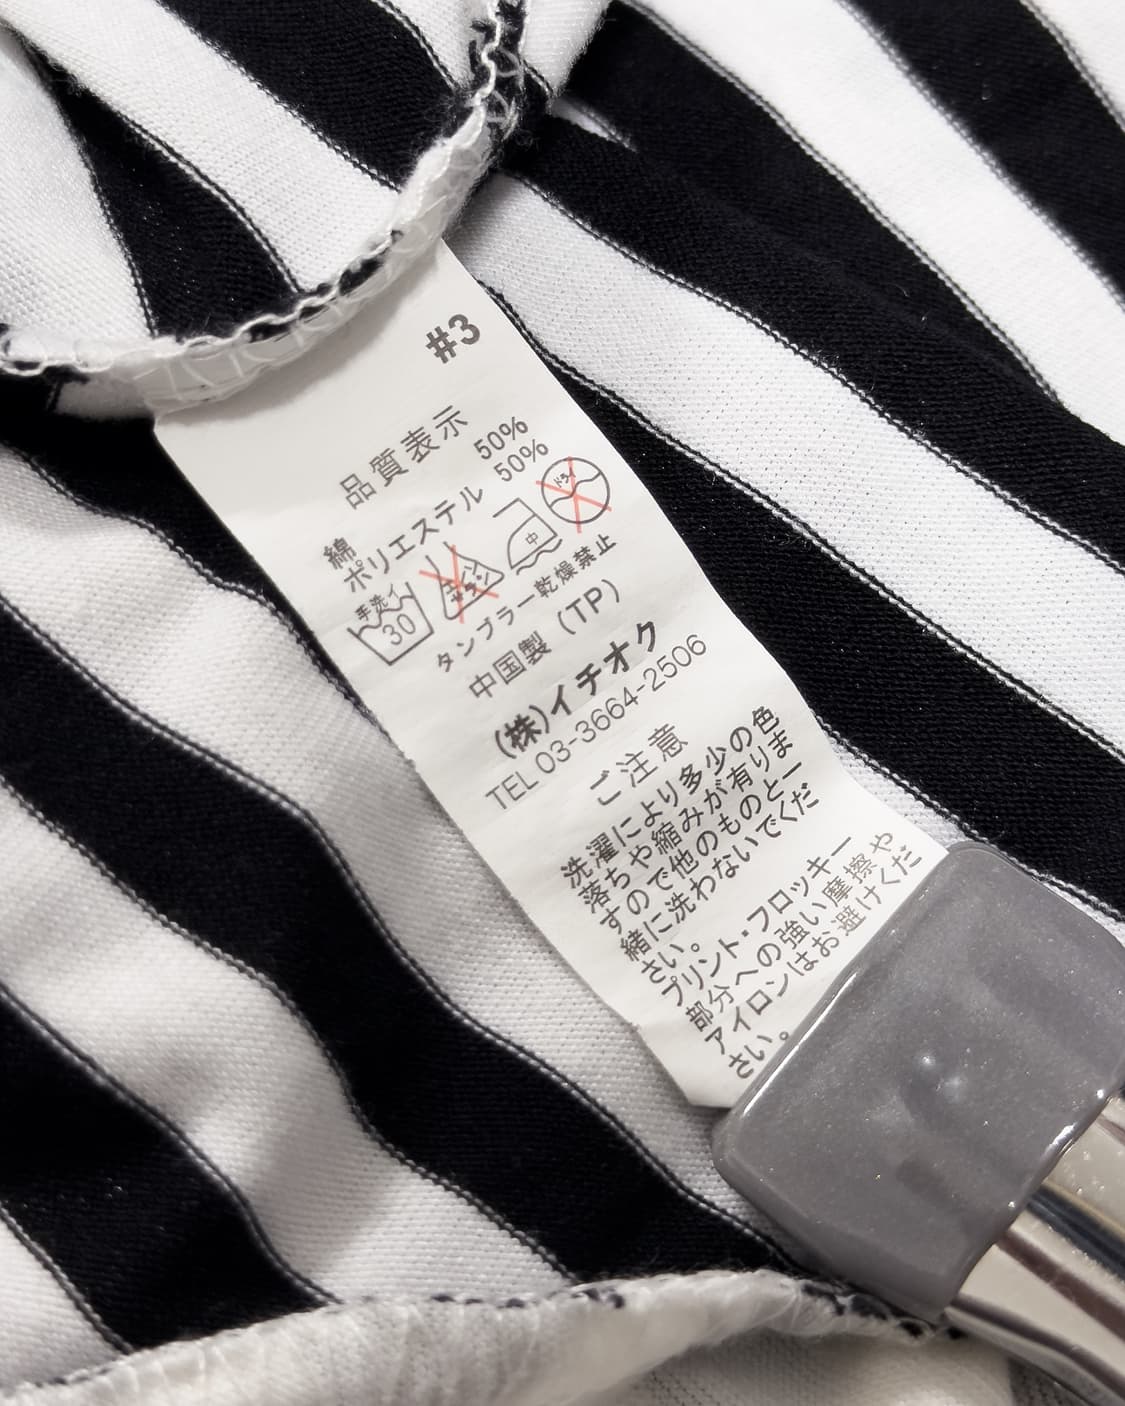 #3
品質表示
綿 50%
ポリエステル 50%
手洗イ
30
エンソ
サラシ
中
ドライ
タンブラー乾燥禁止
中国製(TP)
(株)イチオク
TEL 03-3664-2506
ご注意
洗濯により多少の色
落ちや縮みが有りま
すので他のものと一
緒に洗わないでくだ
さい。
プリント・フロッキー
部分への強い摩擦や
アイロンはお避けくだ
さい。